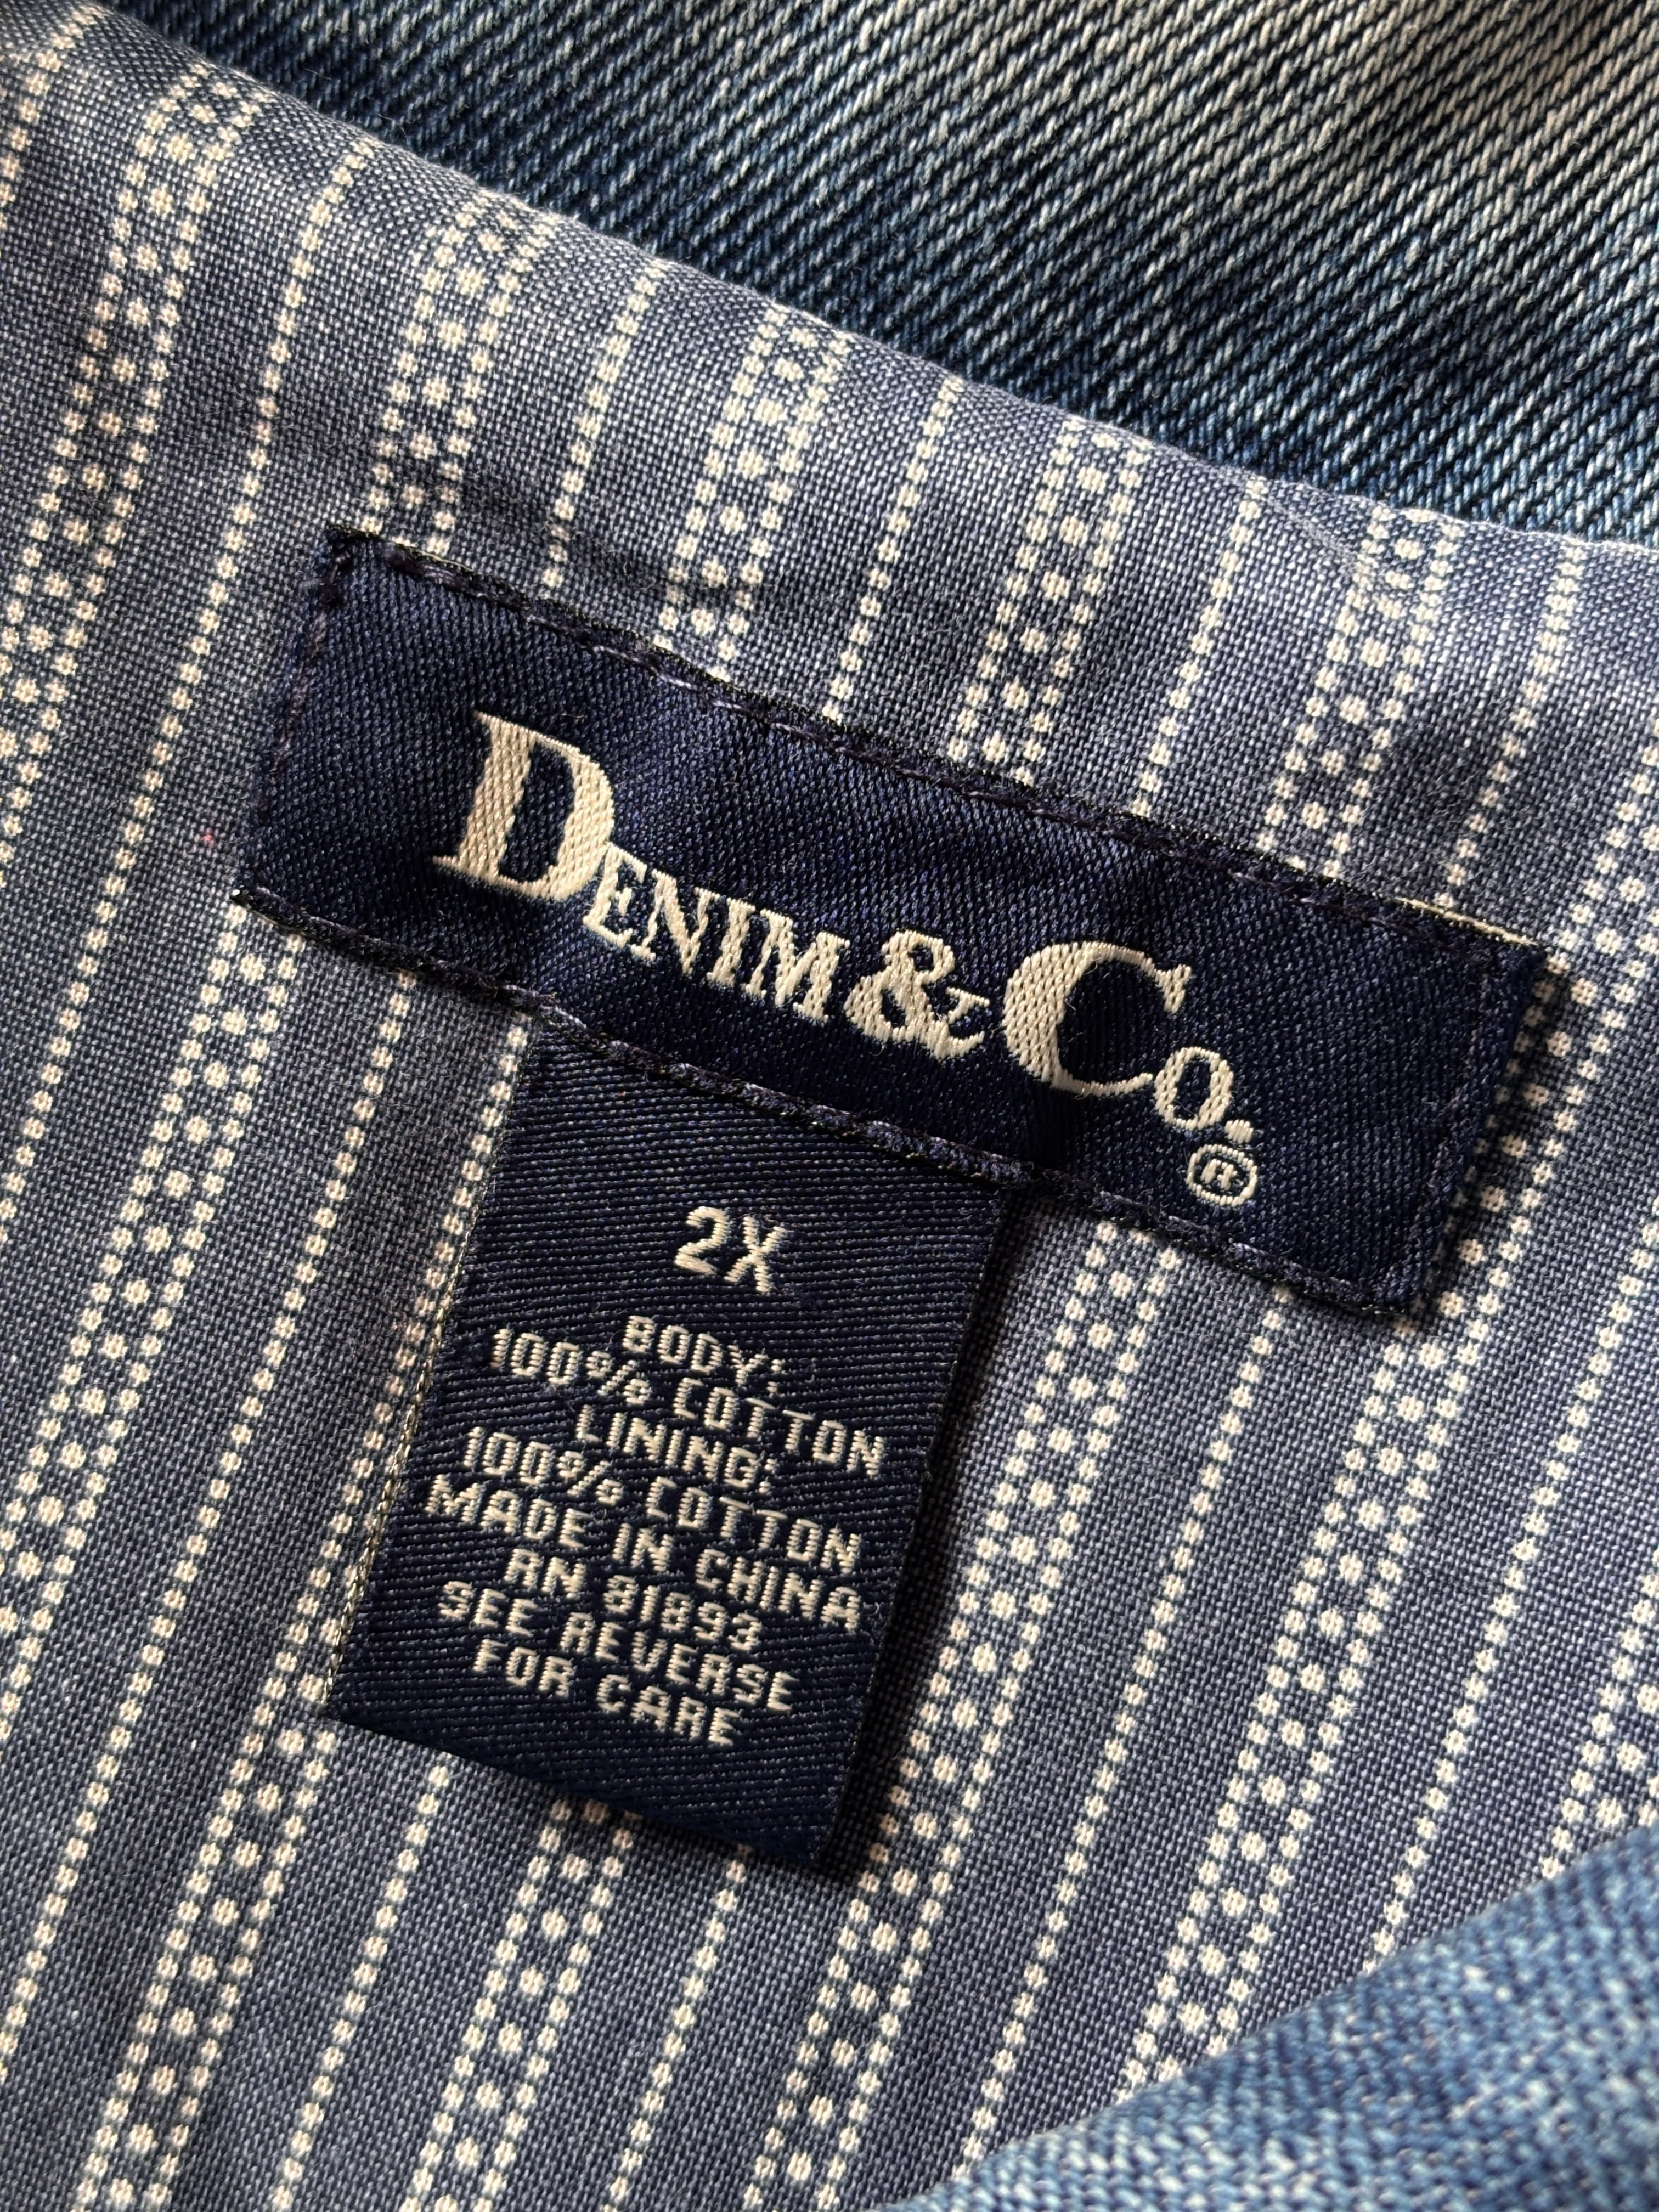 DENIM & CO.®
2X
BODY:
100% COTTON
LINING:
100% COTTON
MADE IN CHINA
RN 81893
SEE REVERSE
FOR CARE